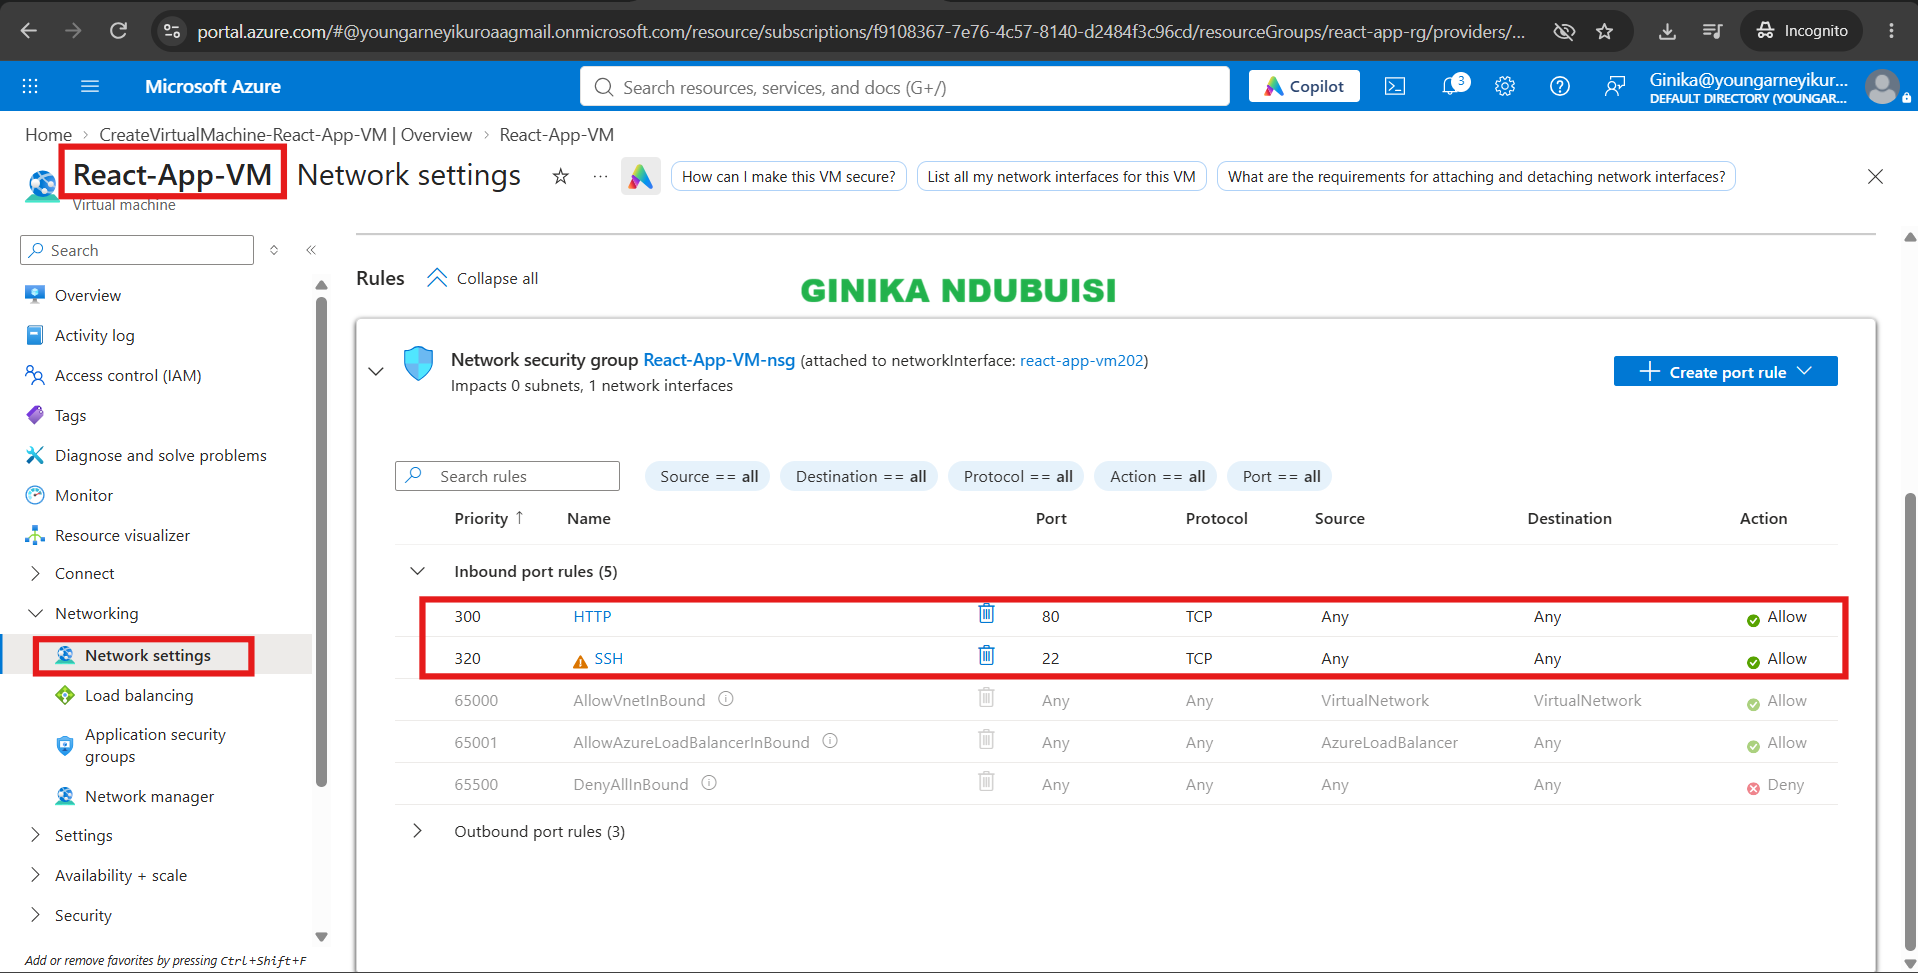 portal.azure.com/#@youngarneyikuroaagmail.onmicrosoft.com/resource/subscriptions/f9108367-7e76-4c57-8140-d2484f3c96cd/resourceGroups/react-app-rg/providers/...
Incognito
Microsoft Azure
Search resources, services, and docs (G+/)
Copilot
3
Ginika@youngarneyikur...
DEFAULT DIRECTORY (YOUNGAR...
Home > CreateVirtualMachine-React-App-VM | Overview > React-App-VM
React-App-VM Network settings
Virtual machine
How can I make this VM secure?
List all my network interfaces for this VM
What are the requirements for attaching and detaching network interfaces?
Search
Overview
Activity log
Access control (IAM)
Tags
Diagnose and solve problems
Monitor
Resource visualizer
Connect
Networking
Network settings
Load balancing
Application security
groups
Network manager
Settings
Availability + scale
Security
Add or remove favorites by pressing Ctrl+Shift+F
Rules
Collapse all
GINIKA NDUBUISI
Network security group React-App-VM-nsg (attached to networkInterface: react-app-vm202)
Impacts 0 subnets, 1 network interfaces
Create port rule
Search rules
Source == all
Destination == all
Protocol == all
Action == all
Port == all
Priority ↑ Name Port Protocol Source Destination Action
Inbound port rules (5)
300 HTTP 80 TCP Any Any Allow
320 SSH 22 TCP Any Any Allow
65000 AllowVnetInBound Any Any VirtualNetwork VirtualNetwork Allow
65001 AllowAzureLoadBalancerInBound Any Any AzureLoadBalancer Any Allow
65500 DenyAllInBound Any Any Any Any Deny
Outbound port rules (3)